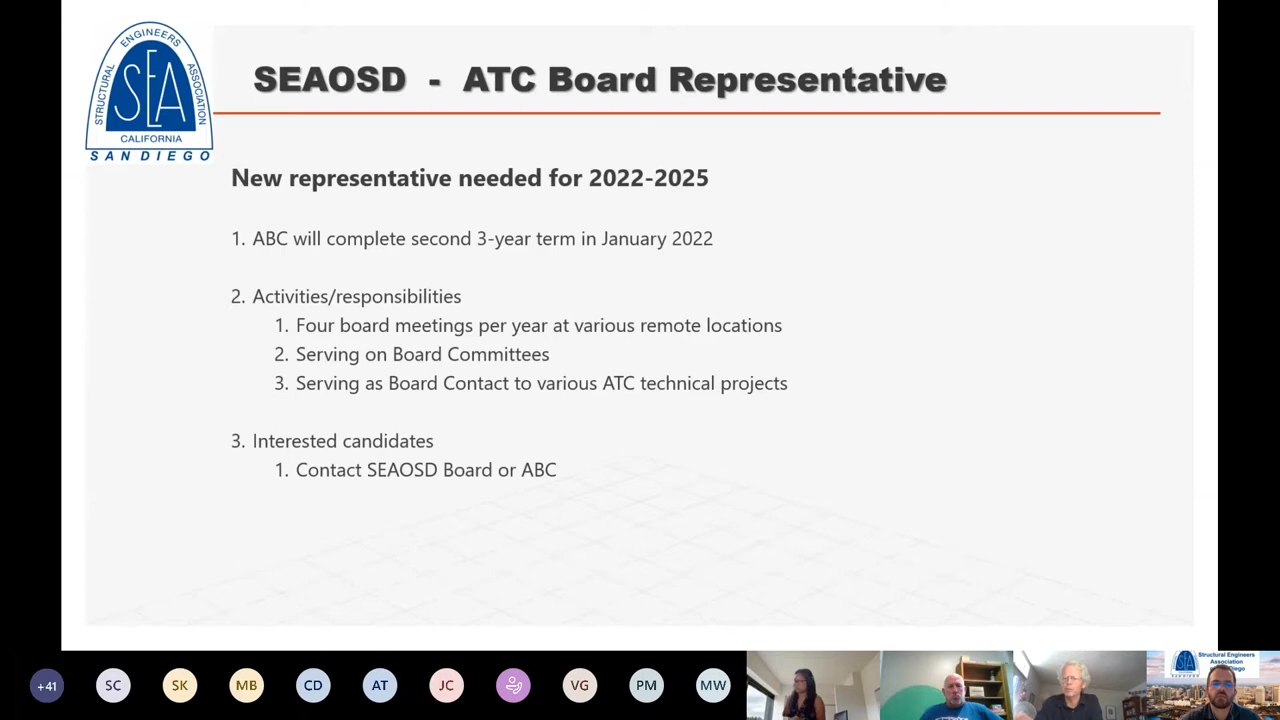 STRUCTURAL ENGINEERS ASSOCIATION
SEA
CALIFORNIA
SAN DIEGO
SEAOSD - ATC Board Representative
New representative needed for 2022-2025
1. ABC will complete second 3-year term in January 2022
2. Activities/responsibilities
1. Four board meetings per year at various remote locations
2. Serving on Board Committees
3. Serving as Board Contact to various ATC technical projects
3. Interested candidates
1. Contact SEAOSD Board or ABC
+41
SC
SK
MB
CD
AT
JC
VG
PM
MW
Structural Engineers
Association